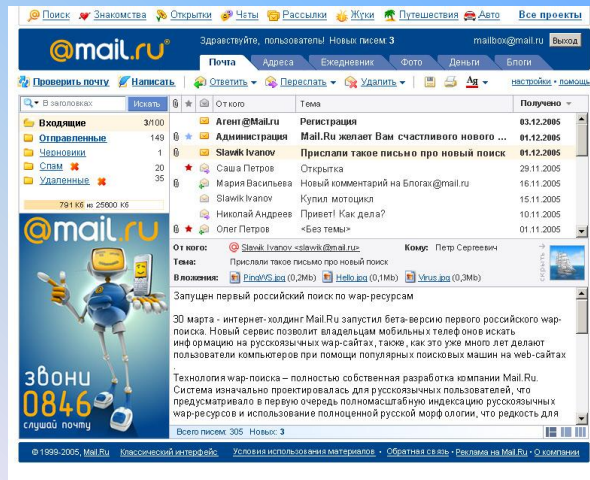 Поиск Знакомства Открытки Чаты Рассылки Жуки Путешествия Авто Все проекты
@mail.ru®
Здравствуйте, пользователь! Новых писем: 3 mailbox@mail.ru Выход
Почта Адреса Ежедневник Фото Деньги Блоги
Проверить почту Написать Ответить Переслать Удалить Ag настройки • помощь
В заголовках Искать От кого Тема Получено
Входящие 3/100
Отправленные 149
Черновики 1
Спам 20
Удаленные 35
791 Кб из 25600 Кб
Агент@Mail.ru Регистрация 03.12.2005
Администрация Mail.Ru желает Вам счастливого нового ... 01.12.2005
Slawik Ivanov Прислали такое письмо про новый поиск 01.12.2005
Саша Петров Открытка 29.11.2005
Мария Васильева Новый комментарий на Блогах@mail.ru 16.11.2005
Slawik Ivanov Купил мотоцикл 15.11.2005
Николай Андреев Привет! Как дела? 10.11.2005
Олег Петров <Без темы> 01.11.2005
От кого: Slawik Ivanov <slawik@mail.ru> Кому: Петр Сергеевич
Тема: Прислали такое письмо про новый поиск
Вложения: PingWS.jpg (0,2Мb) Hello.jpg (0,1Мb) Virus.jpg (0,3Мb)
скрыть
Запущен первый российский поиск по wap-ресурсам
30 марта - интернет-холдинг Mail.Ru запустил бета-версию первого российского wap-
поиска. Новый сервис позволит владельцам мобильных телефонов искать
информацию на русскоязычных wap-сайтах, также, как это уже много лет делают
пользователи компьютеров при помощи популярных поисковых машин на web-сайтах
.
Технология wap-поиска – полностью собственная разработка компании Mail.Ru.
Система изначально проектировалась для русскоязычных пользователей, что
предусматривало в первую очередь полномасштабную индексацию русскоязычных
wap-ресурсов и использование полноценной русской морфологии, что редкость для
@mail.ru
звони
0846
слушай почту
Всего писем: 305 Новых: 3
© 1999-2005, Mail.Ru Классический интерфейс Условия использования материалов • Обратная связь • Реклама на Mail.Ru • О компании